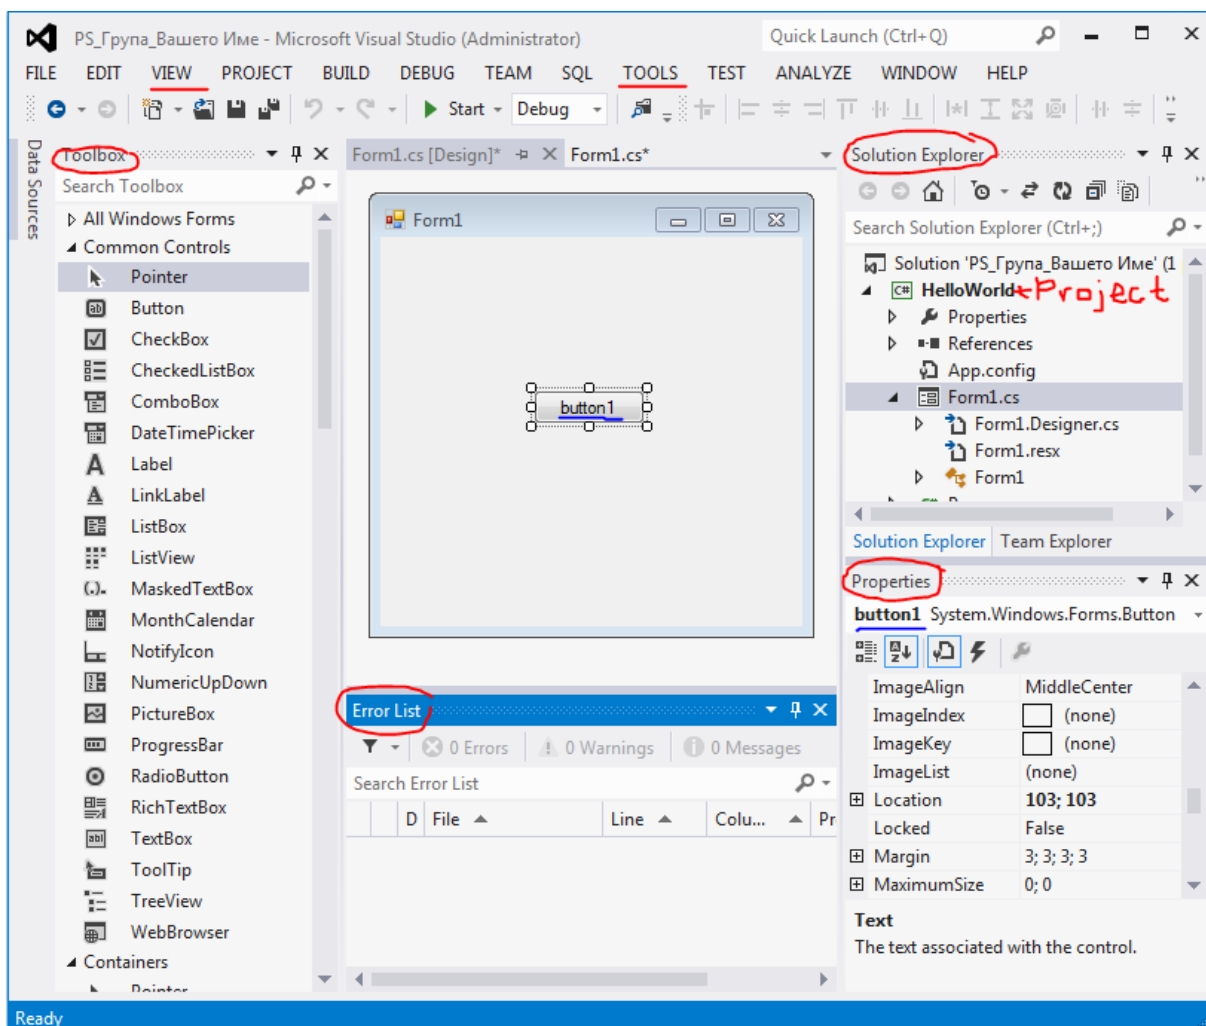 PS_Група_Вашето Име - Microsoft Visual Studio (Administrator)
Quick Launch (Ctrl+Q)
FILE EDIT VIEW PROJECT BUILD DEBUG TEAM SQL TOOLS TEST ANALYZE WINDOW HELP
Start Debug
Data Sources
Toolbox
Search Toolbox
All Windows Forms
Common Controls
Pointer
Button
CheckBox
CheckedListBox
ComboBox
DateTimePicker
Label
LinkLabel
ListBox
ListView
MaskedTextBox
MonthCalendar
NotifyIcon
NumericUpDown
PictureBox
ProgressBar
RadioButton
RichTextBox
TextBox
ToolTip
TreeView
WebBrowser
Containers
Pointer
Form1.cs [Design]* Form1.cs*
Form1
button1
Error List
0 Errors 0 Warnings 0 Messages
Search Error List
D File Line Colu... Pr
Solution Explorer
Search Solution Explorer (Ctrl+;)
Solution 'PS_Група_Вашето Име' (1
HelloWorld Project
Properties
References
App.config
Form1.cs
Form1.Designer.cs
Form1.resx
Form1
Solution Explorer Team Explorer
Properties
button1 System.Windows.Forms.Button
ImageAlign MiddleCenter
ImageIndex (none)
ImageKey (none)
ImageList (none)
Location 103; 103
Locked False
Margin 3; 3; 3; 3
MaximumSize 0; 0
Text
The text associated with the control.
Ready